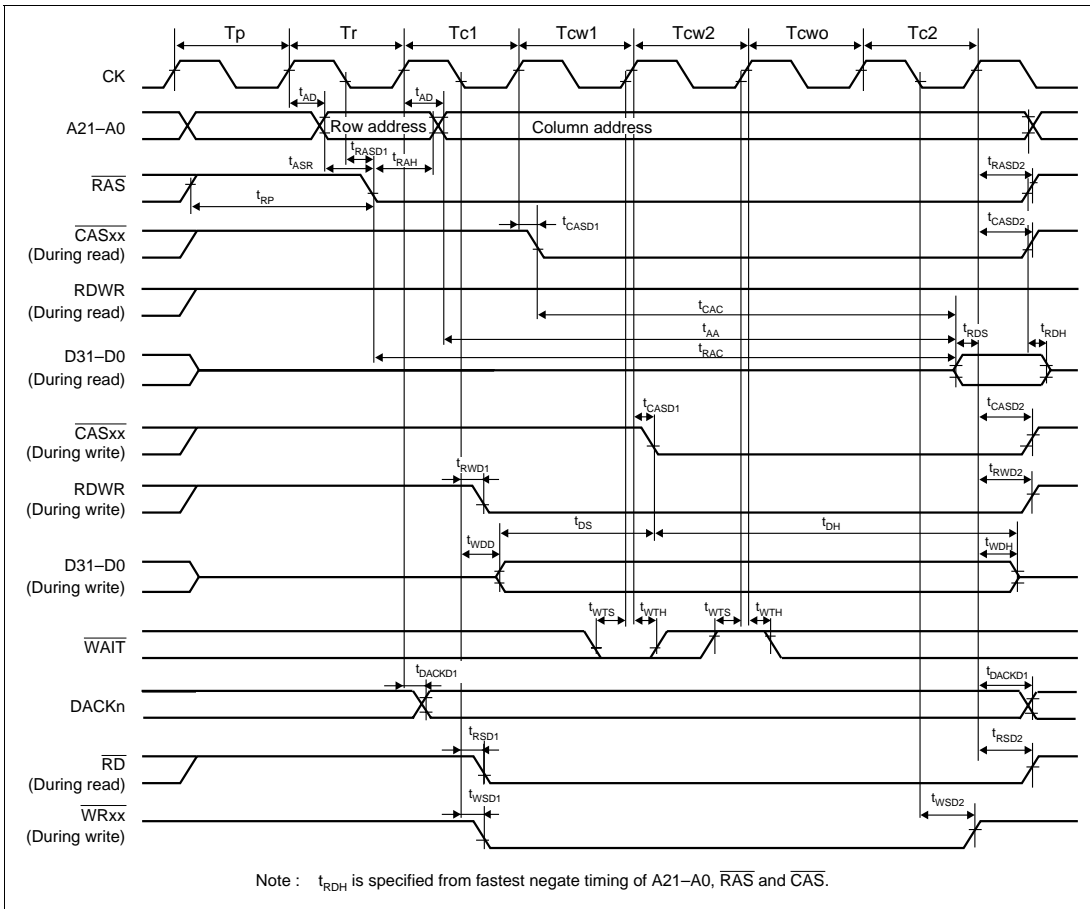 Tp Tr Tc1 Tcw1 Tcw2 Tcwo Tc2
CK
tAD tAD
A21–A0 Row address Column address
tRASD1
tASR tRAH tRASD2
RAS
tRP
tCASD1 tCASD2
CASxx
(During read)
RDWR
(During read)
tCAC
tAA
tRDS tRDH
tRAC
D31–D0
(During read)
tCASD1 tCASD2
CASxx
(During write)
tRWD1 tRWD2
RDWR
(During write)
tDS tDH
tWDD tWDH
D31–D0
(During write)
tWTS tWTH tWTS tWTH
WAIT
tDACKD1 tDACKD1
DACKn
tRSD1 tRSD2
RD
(During read)
tWSD1 tWSD2
WRxx
(During write)
Note : tRDH is specified from fastest negate timing of A21–A0, RAS and CAS.